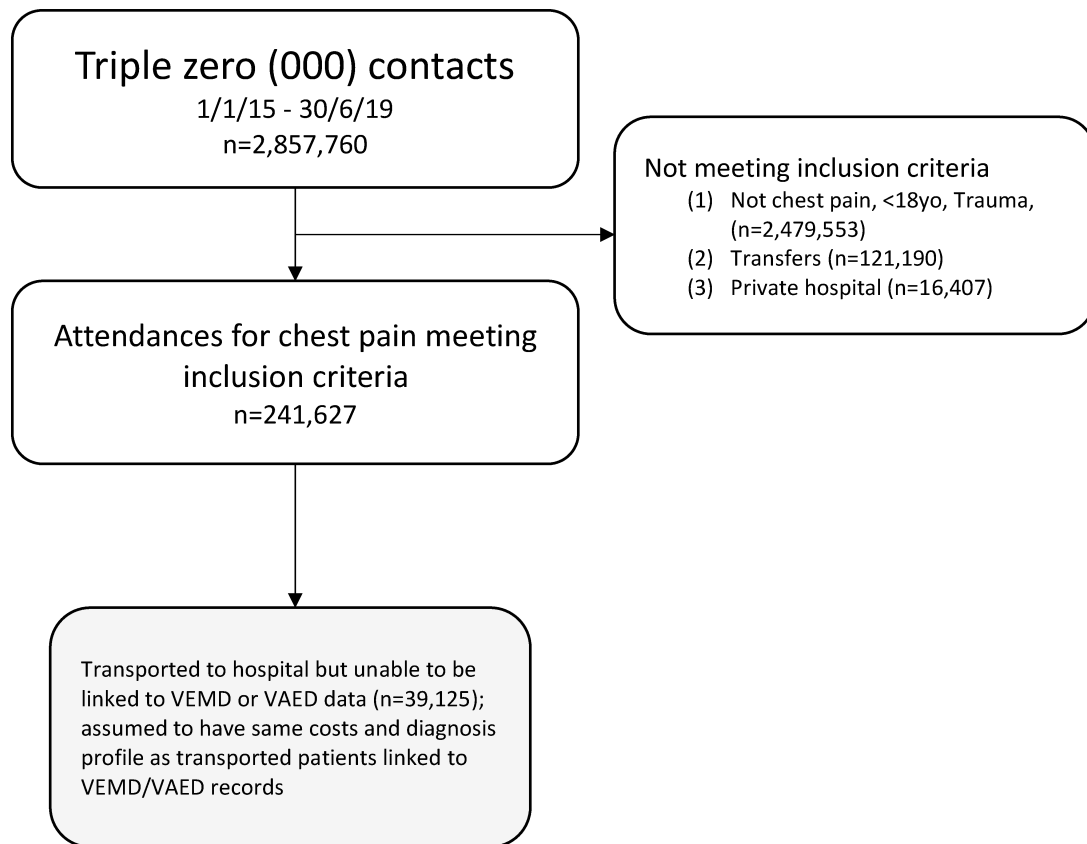 Triple zero (000) contacts
1/1/15 - 30/6/19
n=2,857,760
Not meeting inclusion criteria
(1) Not chest pain, <18yo, Trauma,
(n=2,479,553)
(2) Transfers (n=121,190)
(3) Private hospital (n=16,407)
Attendances for chest pain meeting
inclusion criteria
n=241,627
Transported to hospital but unable to be
linked to VEMD or VAED data (n=39,125);
assumed to have same costs and diagnosis
profile as transported patients linked to
VEMD/VAED records